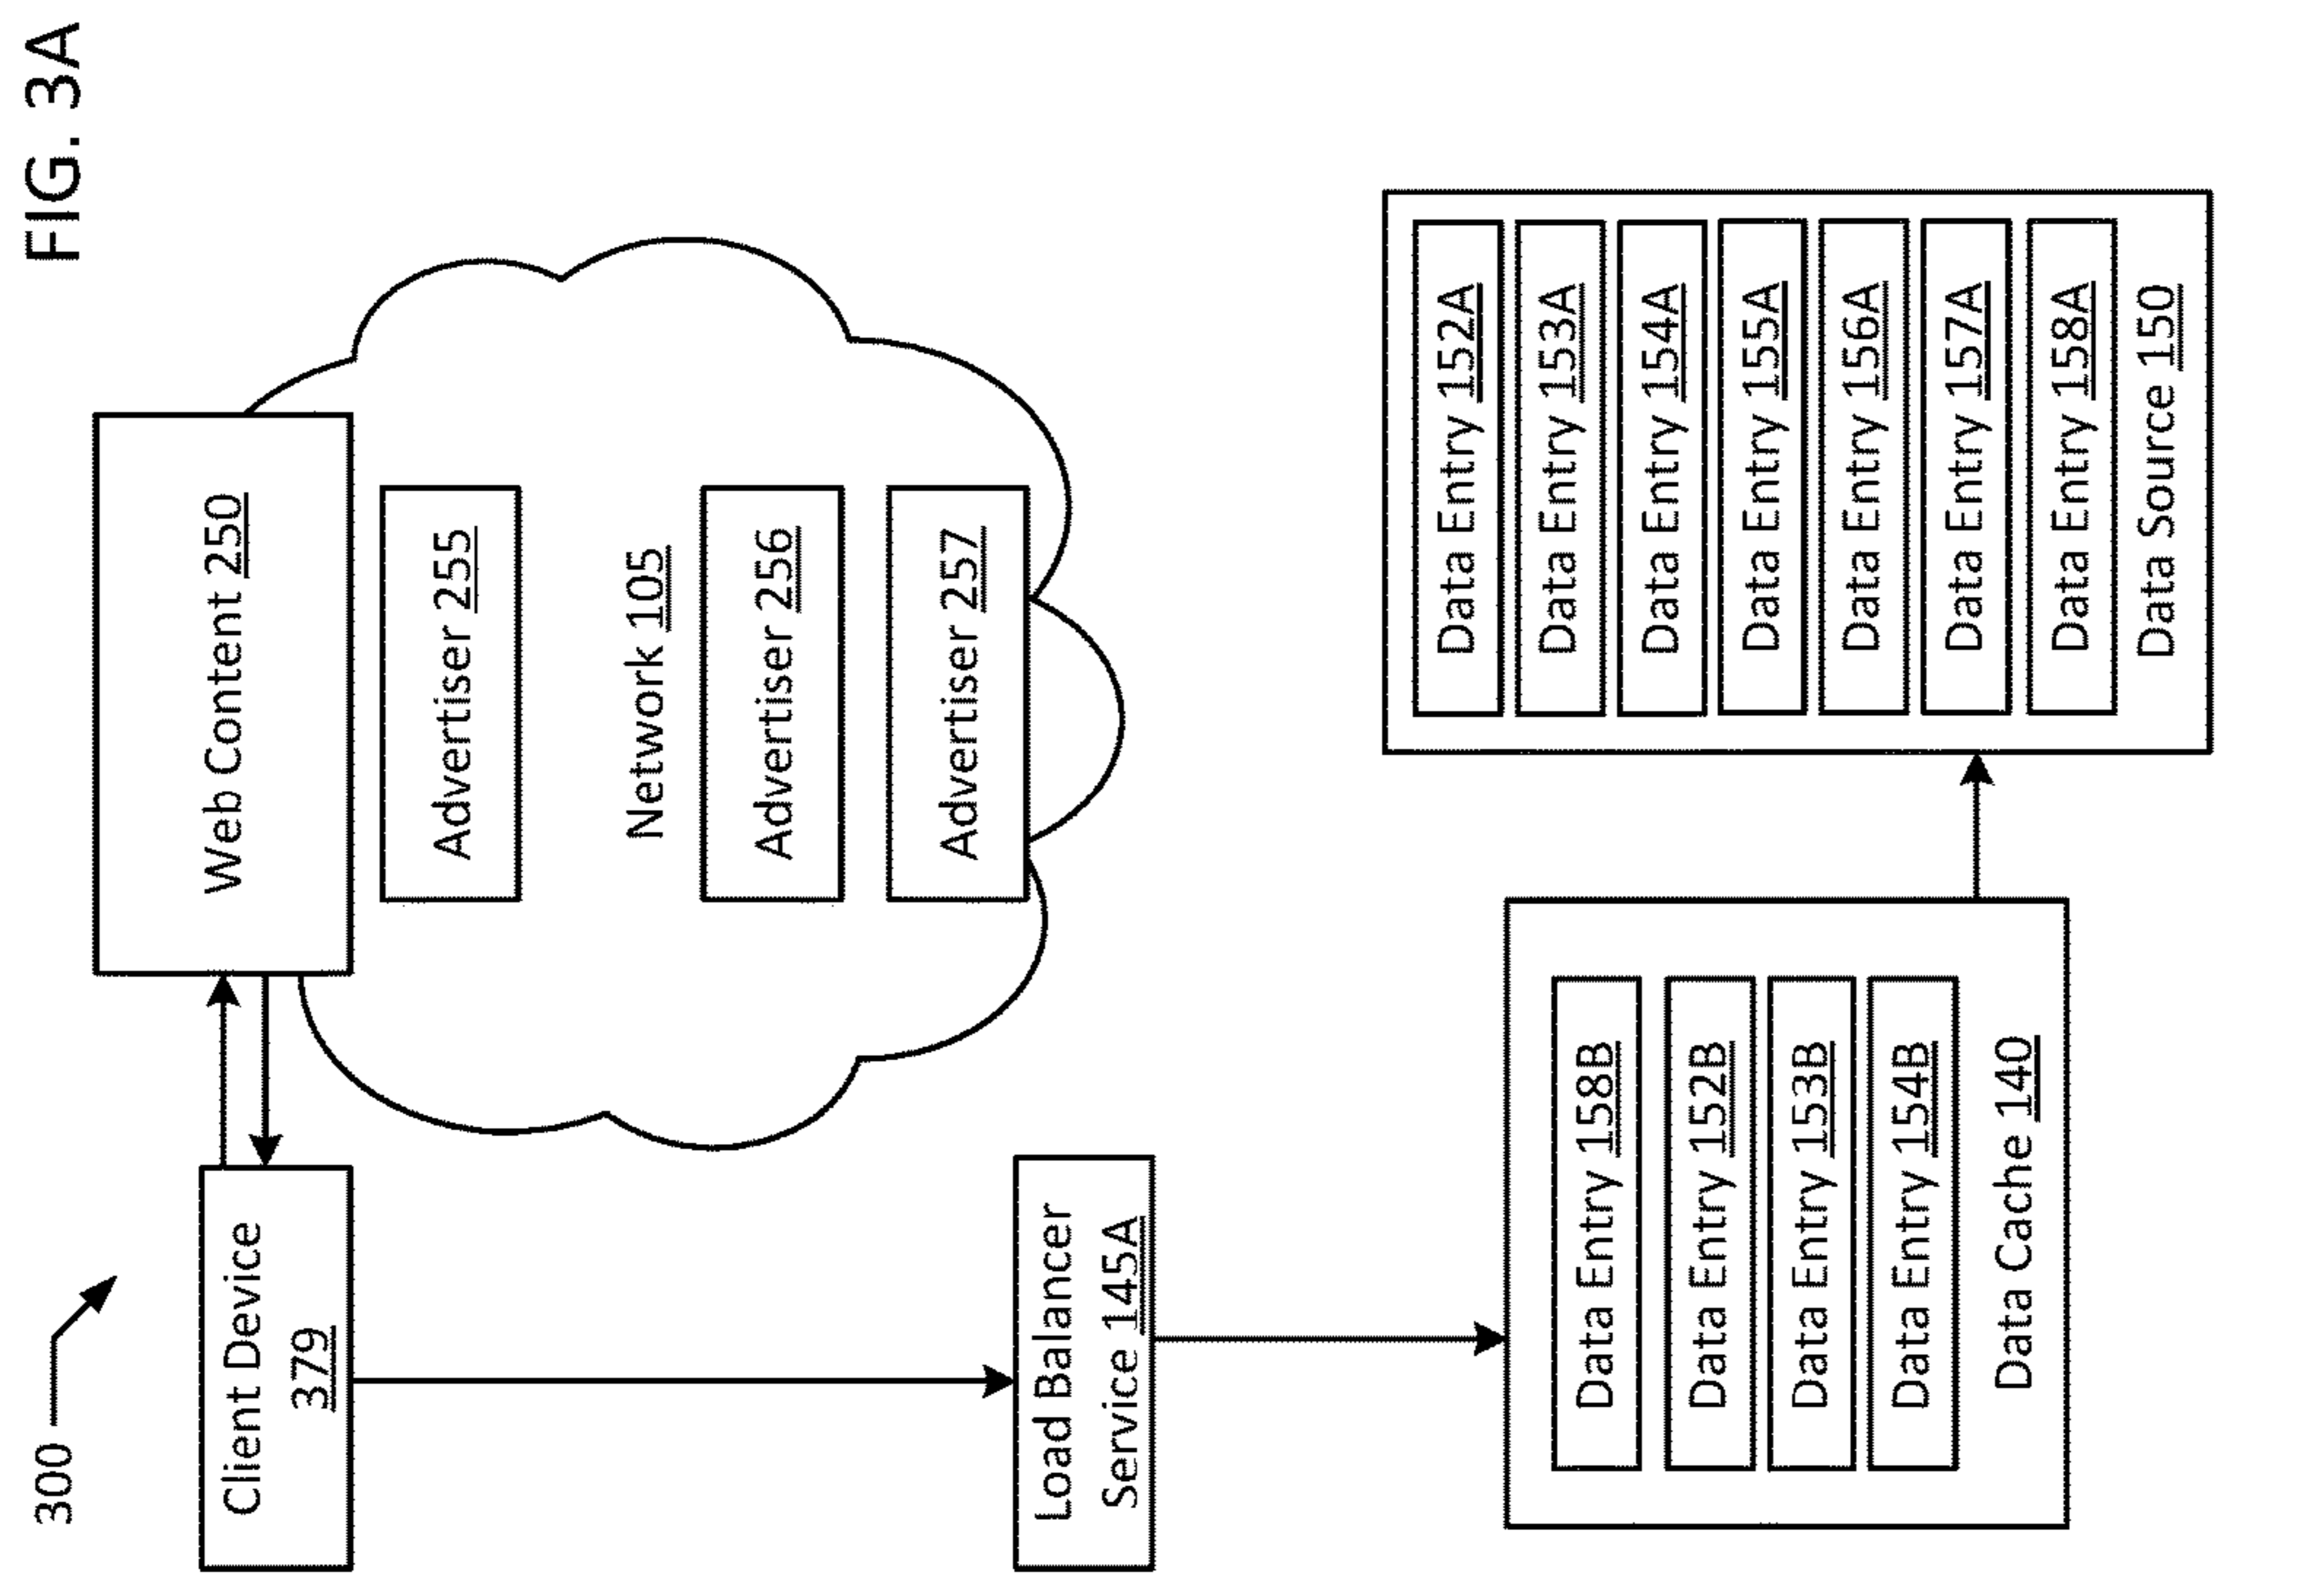 FIG. 3A
300
Client Device
379
Web Content 250
Advertiser 255
Network 105
Advertiser 256
Advertiser 257
Load Balancer
Service 145A
Data Entry 158B
Data Entry 152B
Data Entry 153B
Data Entry 154B
Data Cache 140
Data Entry 152A
Data Entry 153A
Data Entry 154A
Data Entry 155A
Data Entry 156A
Data Entry 157A
Data Entry 158A
Data Source 150